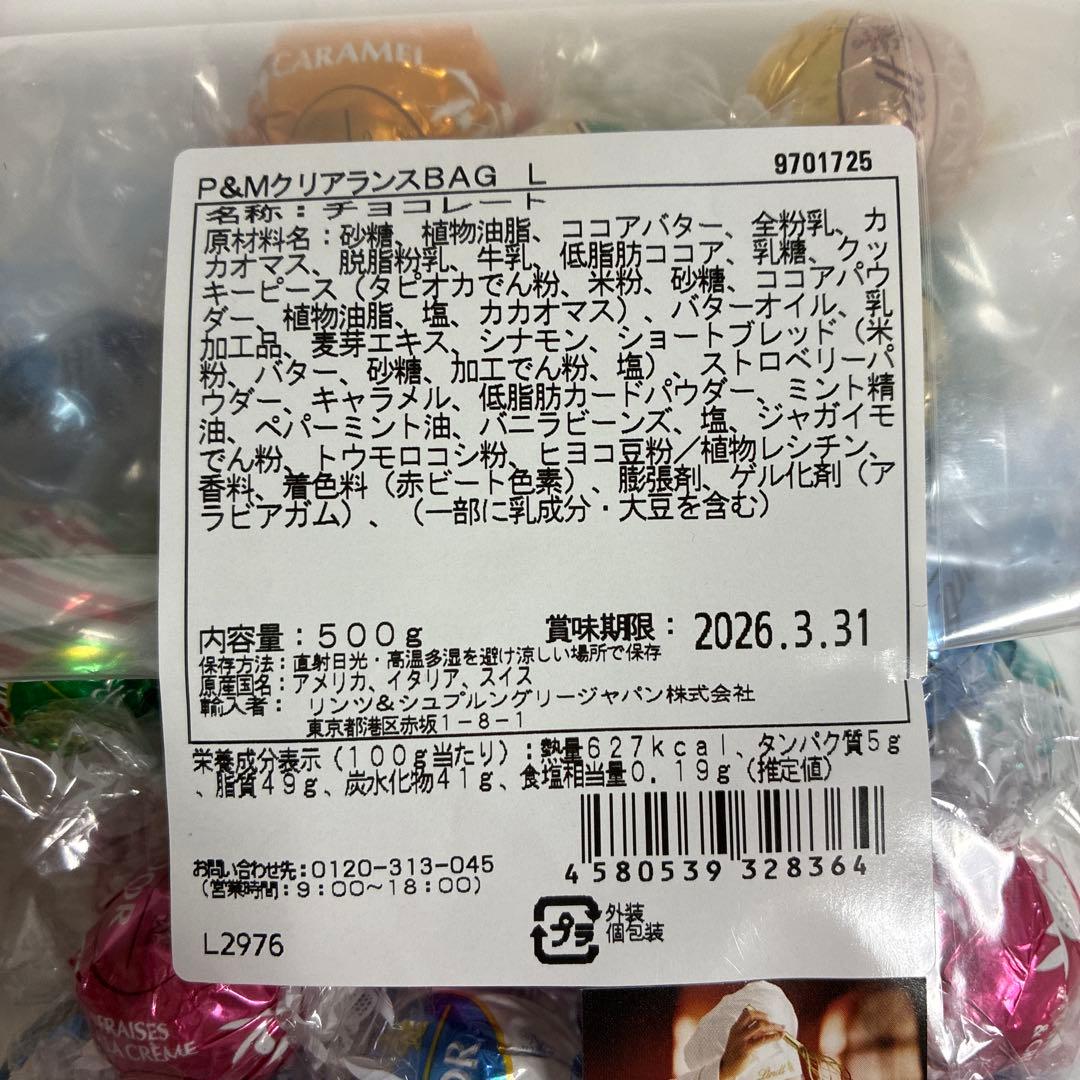 CARAMEL
P&MクリアランスBAG L
9701725
名称：チョコレート
原材料名：砂糖、植物油脂、ココアバター、全粉乳、カ
カオマス、脱脂粉乳、牛乳、低脂肪ココア、乳糖、クッ
キーピース（タピオカでん粉、米粉、砂糖、ココアパウ
ダー、植物油脂、塩、カカオマス）、バターオイル、乳
加工品、麦芽エキス、シナモン、ショートブレッド（米
粉、バター、砂糖、加工でん粉、塩）、ストロベリーパ
ウダー、キャラメル、低脂肪カードパウダー、ミント精
油、ペパーミント油、バニラビーンズ、塩、ジャガイモ
でん粉、トウモロコシ粉、ヒヨコ豆粉／植物レシチン、
香料、着色料（赤ビート色素）、膨張剤、ゲル化剤（ア
ラビアガム）、（一部に乳成分・大豆を含む）
内容量：500g 賞味期限：2026.3.31
保存方法：直射日光・高温多湿を避け涼しい場所で保存
原産国名：アメリカ、イタリア、スイス
輸入者： リンツ&シュプルングリージャパン株式会社
東京都港区赤坂1-8-1
栄養成分表示（100g当たり）：熱量627kcal、タンパク質5g
、脂質49g、炭水化物41g、食塩相当量0.19g（推定値）
4 580539 328364
お問い合わせ先：0120-313-045
（営業時間：9：00～18：00）
プラ
外装
個包装
L2976
FRAISES
LA CRÈME
Lindt